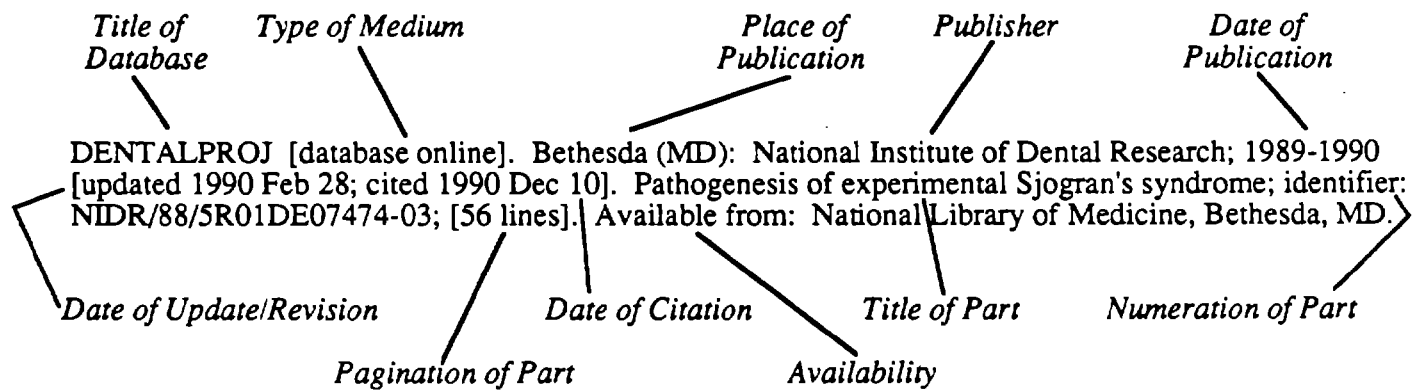 Title of Database Type of Medium Place of Publication Publisher Date of Publication
DENTALPROJ [database online]. Bethesda (MD): National Institute of Dental Research; 1989-1990
[updated 1990 Feb 28; cited 1990 Dec 10]. Pathogenesis of experimental Sjogran's syndrome; identifier:
NIDR/88/5R01DE07474-03; [56 lines]. Available from: National Library of Medicine, Bethesda, MD.
Date of Update/Revision Date of Citation Title of Part Numeration of Part
Pagination of Part Availability